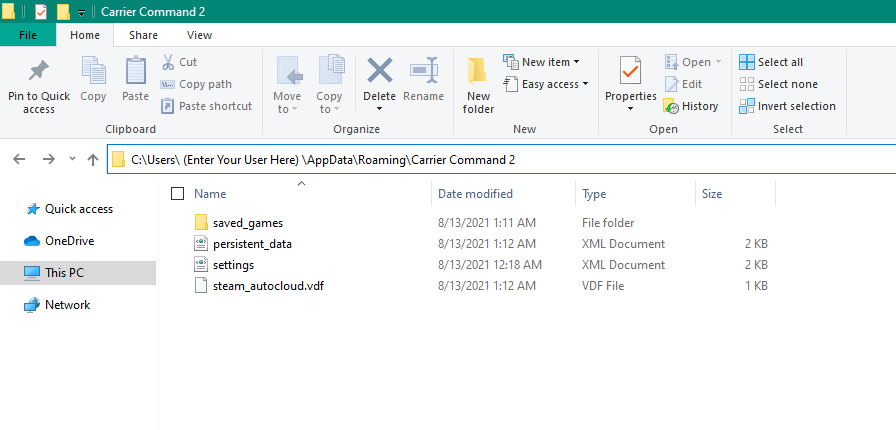 Carrier Command 2
File Home Share View
Pin to Quick access
Copy
Paste
Cut
Copy path
Paste shortcut
Clipboard
Move to
Copy to
Delete
Rename
Organize
New folder
New item
Easy access
New
Properties
Open
Edit
History
Open
Select all
Select none
Invert selection
Select
C:\Users\ (Enter Your User Here) \AppData\Roaming\Carrier Command 2
Quick access
OneDrive
This PC
Network
Name Date modified Type Size
saved_games 8/13/2021 1:11 AM File folder
persistent_data 8/13/2021 1:12 AM XML Document 2 KB
settings 8/13/2021 12:18 AM XML Document 2 KB
steam_autocloud.vdf 8/13/2021 1:12 AM VDF File 1 KB